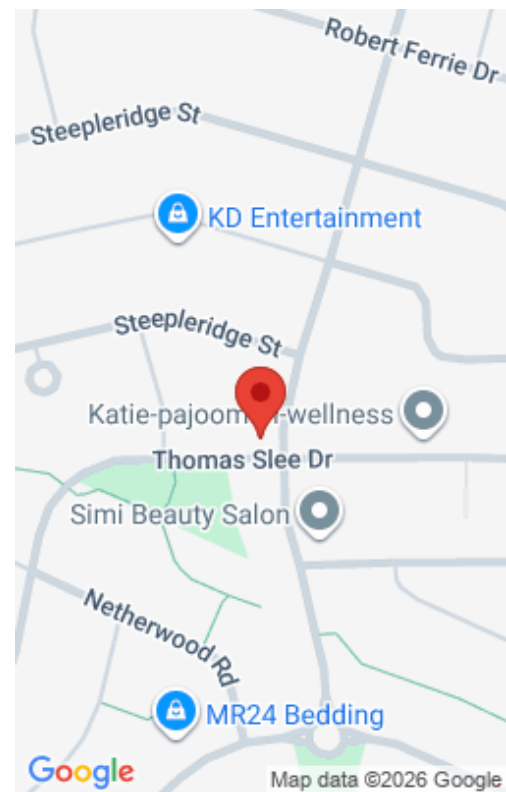 Robert Ferrie Dr
Steepleridge St
KD Entertainment
Steepleridge St
Katie-pajoom
-wellness
Thomas Slee Dr
Simi Beauty Salon
Netherwood Rd
MR24 Bedding
Google
Map data ©2026 Google